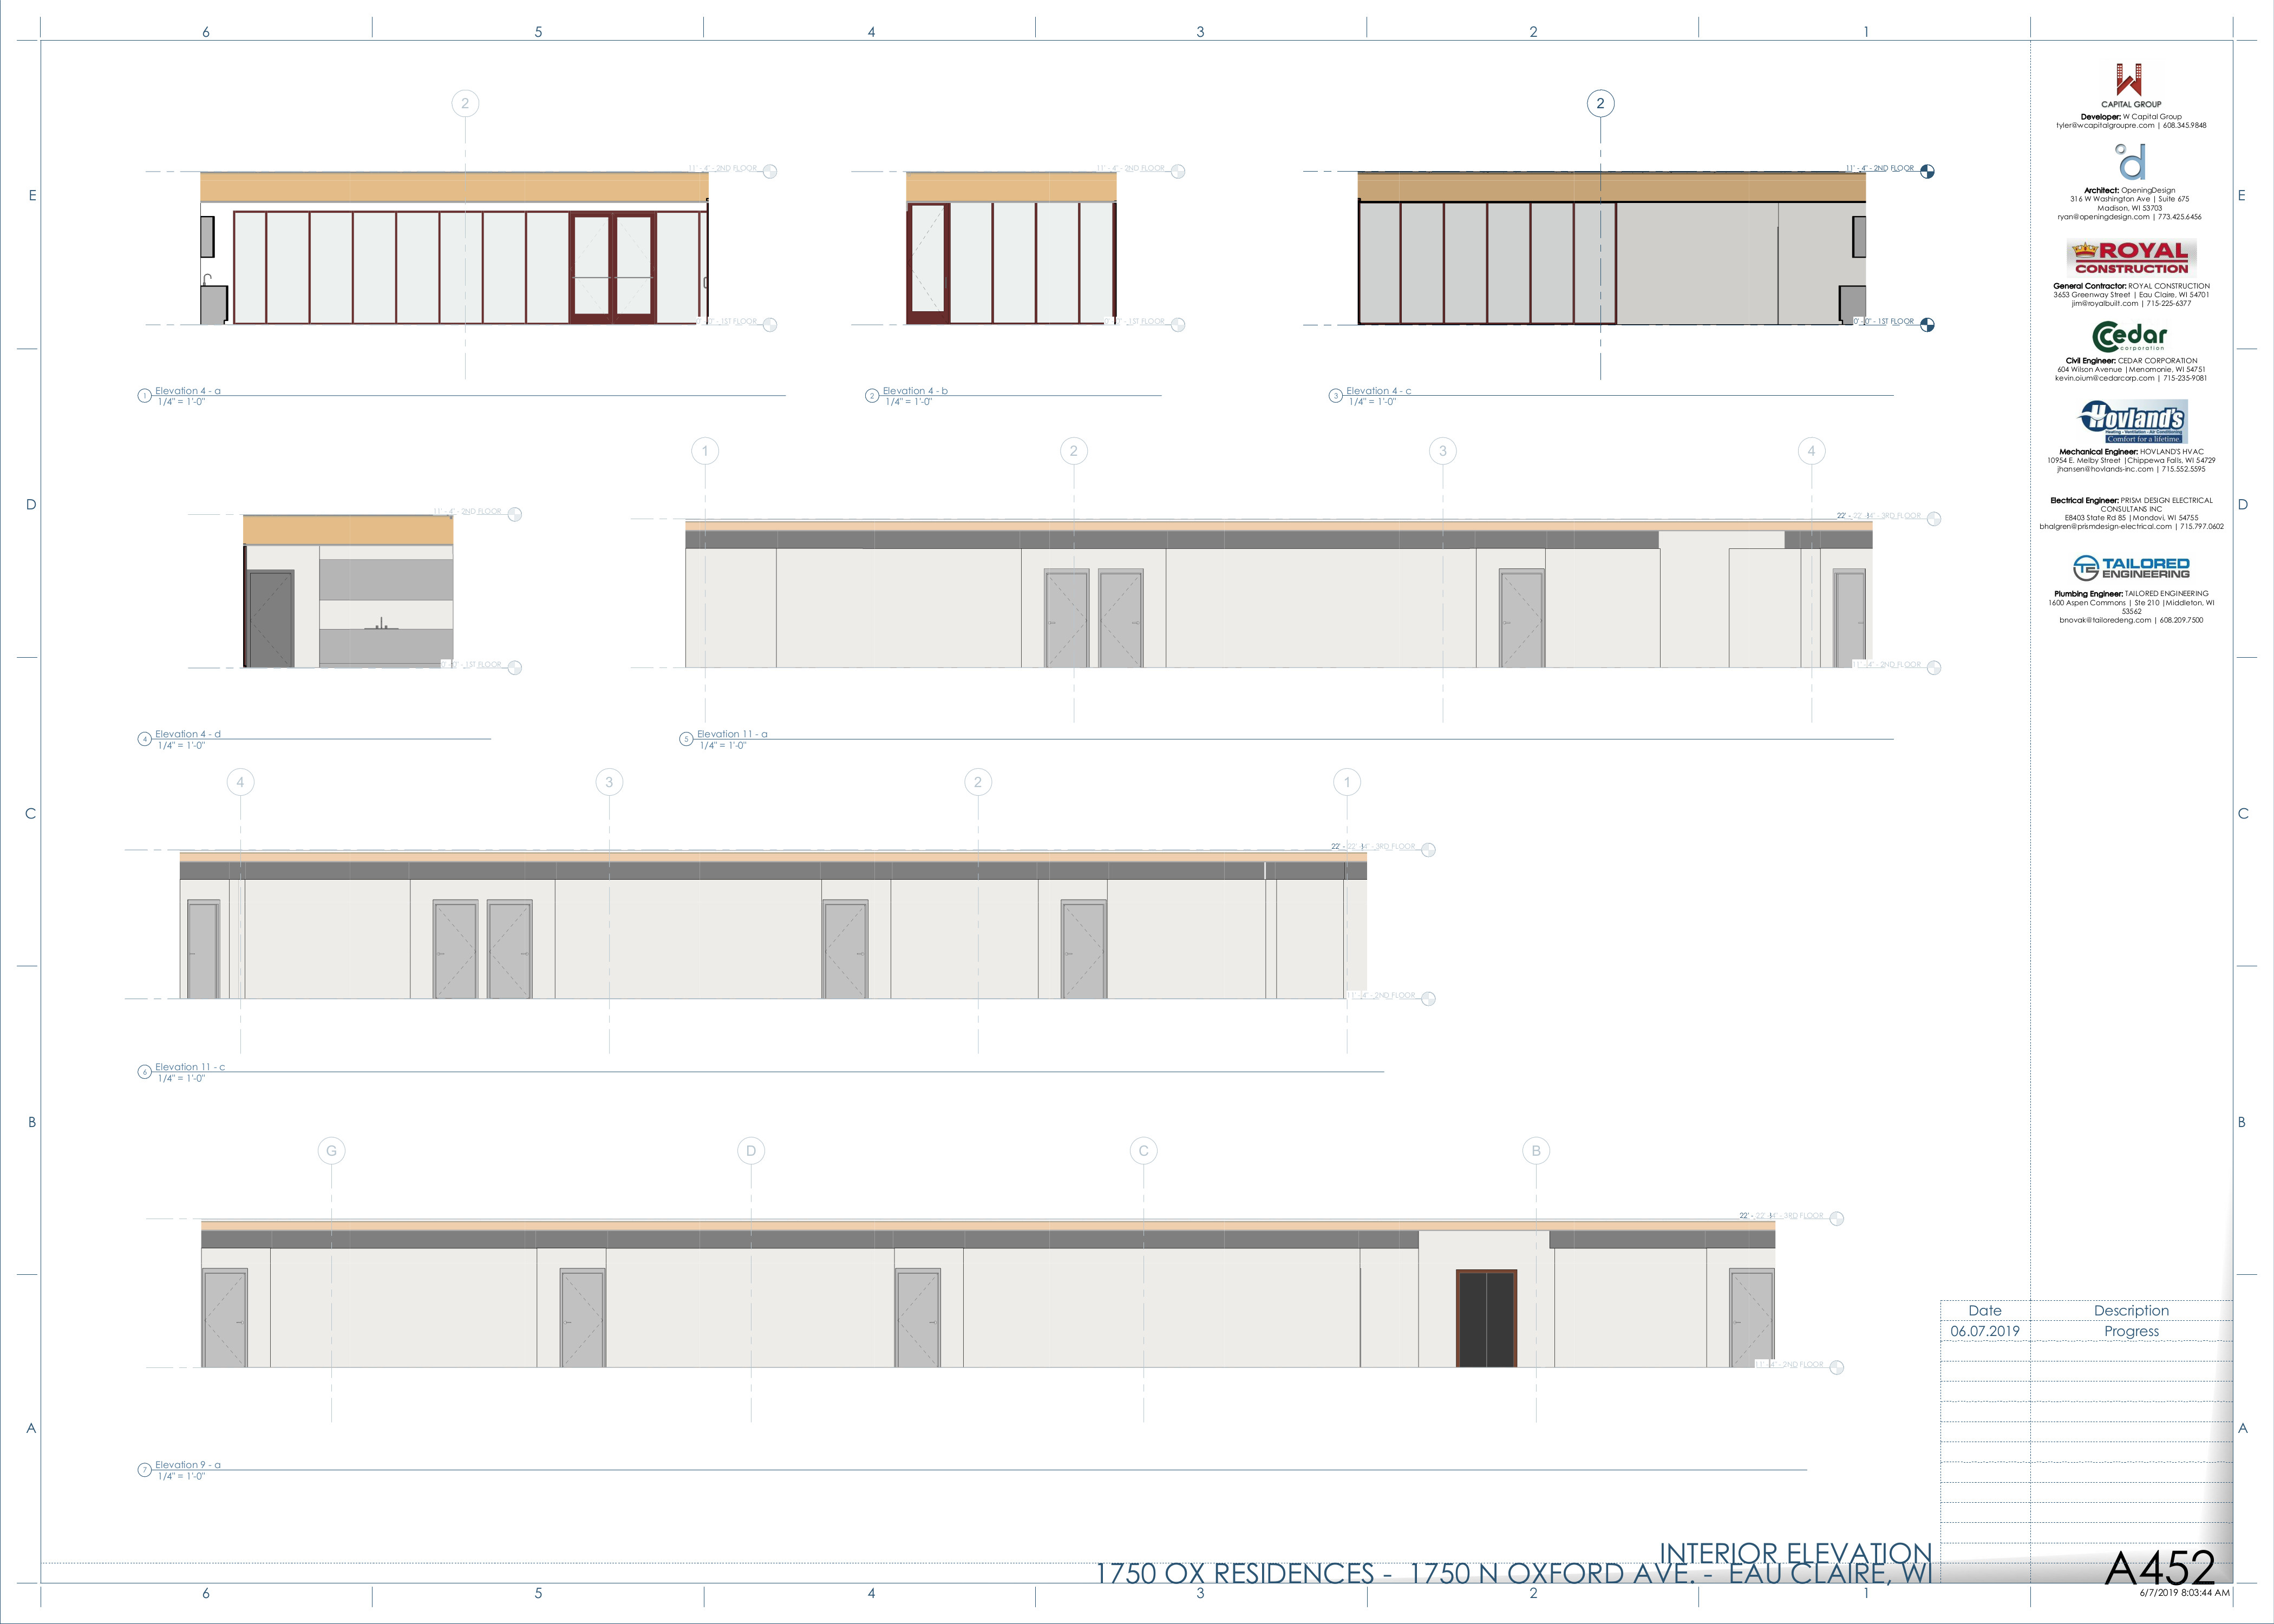 6 5 4 3 2 1
E
D
C
B
A
2
11' - 4" - 2ND FLOOR
1ST FLOOR
1 Elevation 4 - a
1/4" = 1'-0"
11' - 4" - 2ND FLOOR
1ST FLOOR
2 Elevation 4 - b
1/4" = 1'-0"
2
11' - 4" - 2ND FLOOR
0' - 0" - 1ST FLOOR
3 Elevation 4 - c
1/4" = 1'-0"
11' - 4" - 2ND FLOOR
1ST FLOOR
4 Elevation 4 - d
1/4" = 1'-0"
1 2 3 4
3RD FLOOR
11' - 4" - 2ND FLOOR
5 Elevation 11 - a
1/4" = 1'-0"
4 3 2 1
3RD FLOOR
11' - 4" - 2ND FLOOR
6 Elevation 11 - c
1/4" = 1'-0"
G D C B
3RD FLOOR
11' - 4" - 2ND FLOOR
7 Elevation 9 - a
1/4" = 1'-0"
CAPITAL GROUP
Developer: W Capital Group
tyler@wcapitalgroupre.com | 608.345.9848
Architect: OpeningDesign
316 W Washington Ave | Suite 675
Madison, WI 53703
ryan@openingdesign.com | 773.425.6456
ROYAL
CONSTRUCTION
General Contractor: ROYAL CONSTRUCTION
3653 Greenway Street | Eau Claire, WI 54701
jim@royalbuilt.com | 715-225-6377
Cedar
corporation
Civil Engineer: CEDAR CORPORATION
604 Wilson Avenue |Menomonie, WI 54751
kevin.oium@cedarcorp.com | 715-235-9081
Hovland's
Heating - Ventilation - Air Conditioning
Comfort for a lifetime.
Mechanical Engineer: HOVLAND'S HVAC
10954 E. Melby Street |Chippewa Falls, WI 54729
jhansen@hovlands-inc.com | 715.552.5595
Electrical Engineer: PRISM DESIGN ELECTRICAL
CONSULTANS INC
E8403 State Rd 85 |Mondovi, WI 54755
bhalgren@prismdesign-electrical.com | 715.797.0602
TE TAILORED
ENGINEERING
Plumbing Engineer: TAILORED ENGINEERING
1600 Aspen Commons | Ste 210 |Middleton, WI
53562
bnovak@tailoredeng.com | 608.209.7500
E
D
C
B
A
Date Description
06.07.2019 Progress
INTERIOR ELEVATION
1750 OX RESIDENCES - 1750 N OXFORD AVE. - EAU CLAIRE, WI
A452
6/7/2019 8:03:44 AM
6 5 4 3 2 1